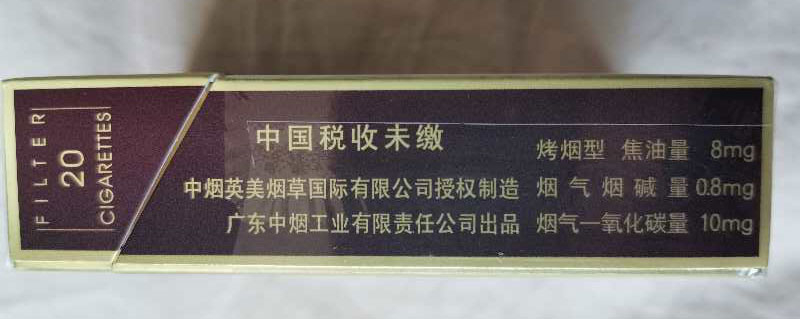 FILTER
20
CIGARETTES
中国税收未缴
中烟英美烟草国际有限公司授权制造
广东中烟工业有限责任公司出品
烤烟型 焦油量 8mg
烟气烟碱量 0.8mg
烟气一氧化碳量 10mg